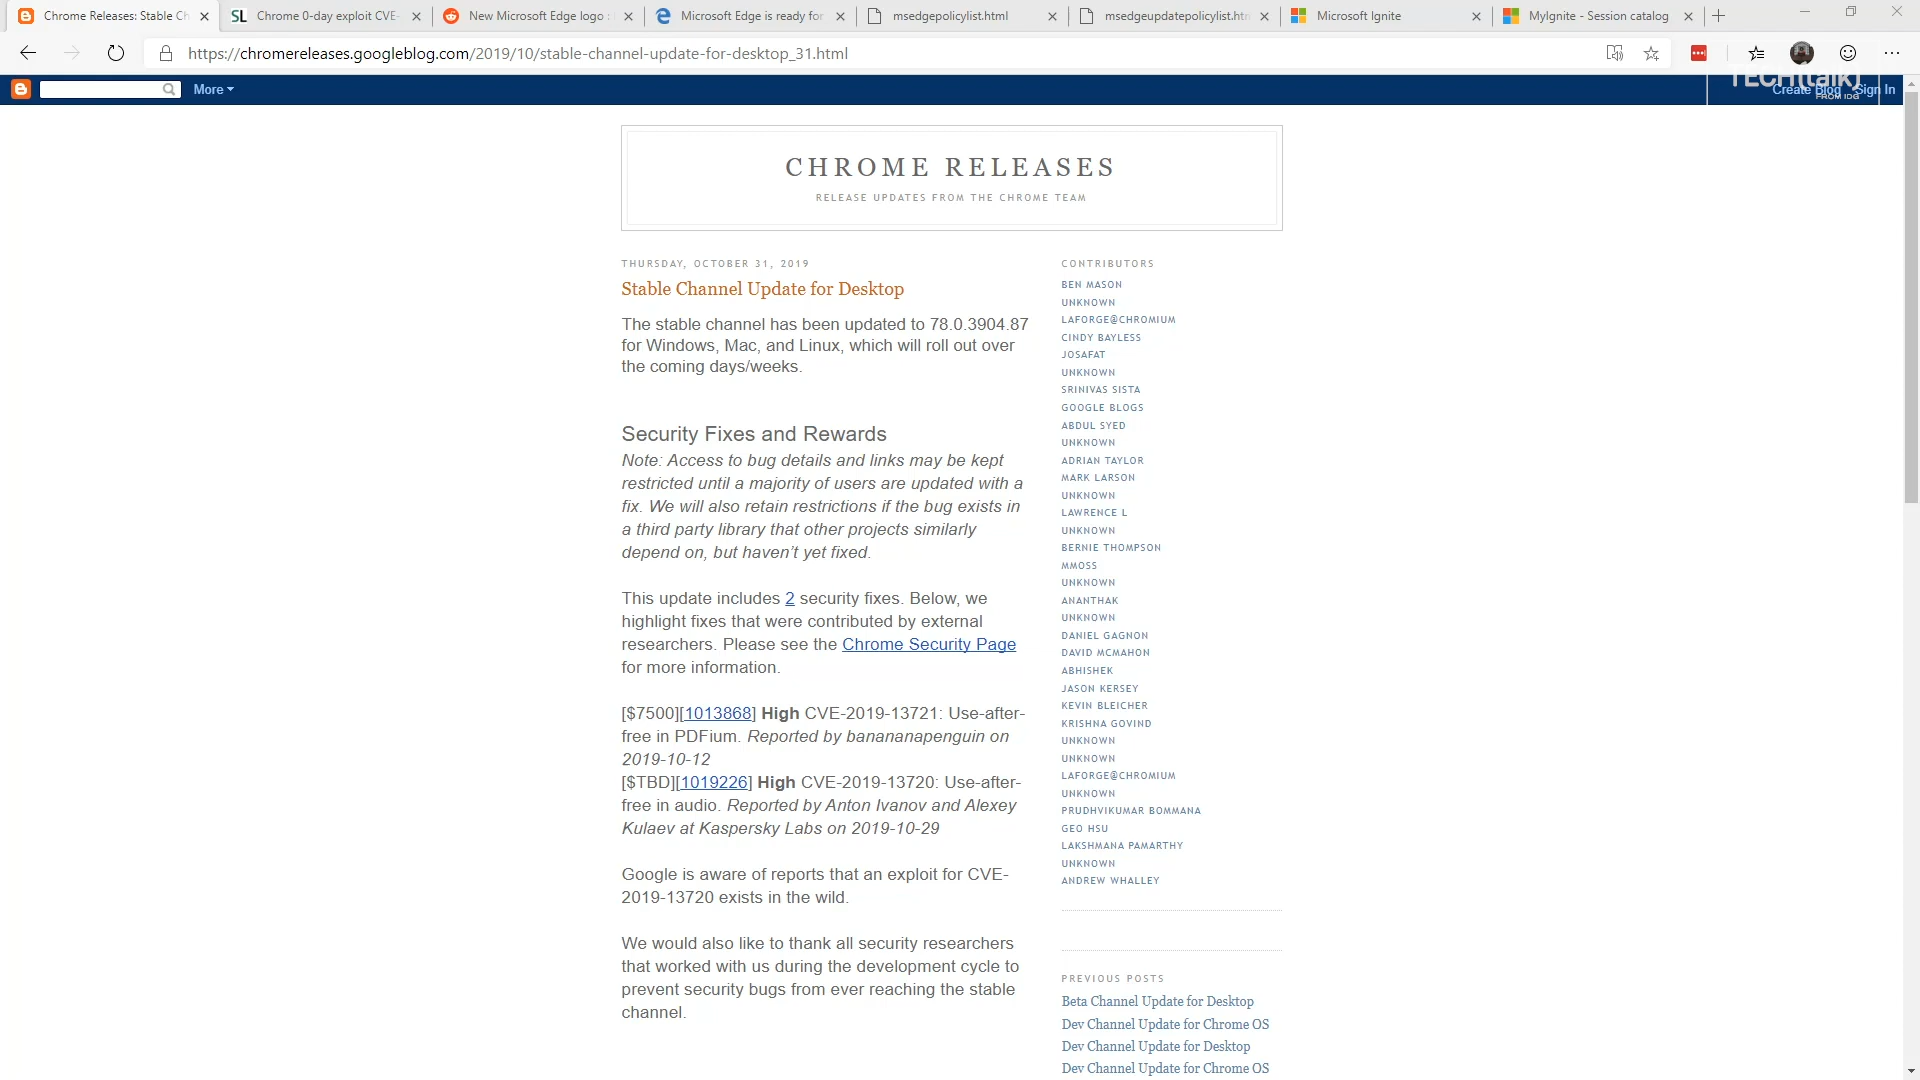 Chrome Releases: Stable Ch
SL Chrome 0-day exploit CVE-
New Microsoft Edge logo :
Microsoft Edge is ready for
msedgepolicylist.html
msedgeupdatepolicylist.htm
Microsoft Ignite
MyIgnite - Session catalog
https://chromereleases.googleblog.com/2019/10/stable-channel-update-for-desktop_31.html
More
TECH(talk)
FROM IDG
Create Blog Sign In
CHROME RELEASES
RELEASE UPDATES FROM THE CHROME TEAM
THURSDAY, OCTOBER 31, 2019
Stable Channel Update for Desktop
The stable channel has been updated to 78.0.3904.87
for Windows, Mac, and Linux, which will roll out over
the coming days/weeks.
Security Fixes and Rewards
Note: Access to bug details and links may be kept
restricted until a majority of users are updated with a
fix. We will also retain restrictions if the bug exists in
a third party library that other projects similarly
depend on, but haven’t yet fixed.
This update includes 2 security fixes. Below, we
highlight fixes that were contributed by external
researchers. Please see the Chrome Security Page
for more information.
[$7500][1013868] High CVE-2019-13721: Use-after-
free in PDFium. Reported by banananapenguin on
2019-10-12
[$TBD][1019226] High CVE-2019-13720: Use-after-
free in audio. Reported by Anton Ivanov and Alexey
Kulaev at Kaspersky Labs on 2019-10-29
Google is aware of reports that an exploit for CVE-
2019-13720 exists in the wild.
We would also like to thank all security researchers
that worked with us during the development cycle to
prevent security bugs from ever reaching the stable
channel.
CONTRIBUTORS
BEN MASON
UNKNOWN
LAFORGE@CHROMIUM
CINDY BAYLESS
JOSAFAT
UNKNOWN
SRINIVAS SISTA
GOOGLE BLOGS
ABDUL SYED
UNKNOWN
ADRIAN TAYLOR
MARK LARSON
UNKNOWN
LAWRENCE L
UNKNOWN
BERNIE THOMPSON
MMOSS
UNKNOWN
ANANTHAK
UNKNOWN
DANIEL GAGNON
DAVID MCMAHON
ABHISHEK
JASON KERSEY
KEVIN BLEICHER
KRISHNA GOVIND
UNKNOWN
UNKNOWN
LAFORGE@CHROMIUM
UNKNOWN
PRUDHVIKUMAR BOMMANA
GEO HSU
LAKSHMANA PAMARTHY
UNKNOWN
ANDREW WHALLEY
PREVIOUS POSTS
Beta Channel Update for Desktop
Dev Channel Update for Chrome OS
Dev Channel Update for Desktop
Dev Channel Update for Chrome OS